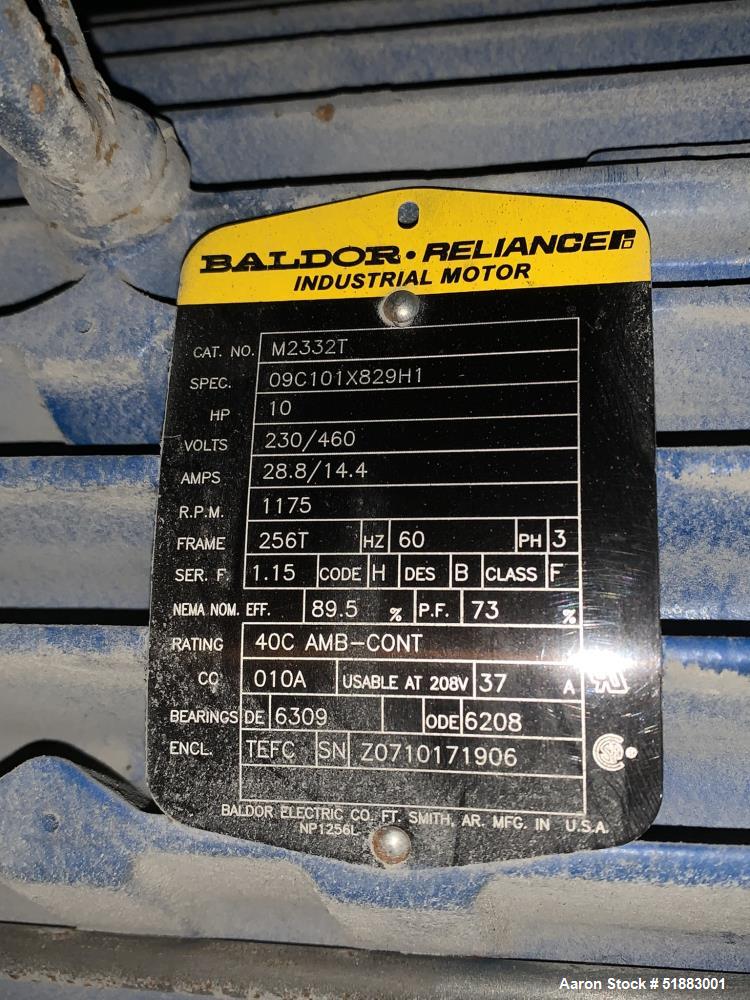 BALDOR • RELIANCER
INDUSTRIAL MOTOR
CAT. NO. M2332T
SPEC. 09C101X829H1
HP 10
VOLTS 230/460
AMPS 28.8/14.4
R.P.M. 1175
FRAME 256T HZ 60 PH 3
SER. F. 1.15 CODE H DES B CLASS F
NEMA NOM. EFF. 89.5 % P.F. 73 %
RATING 40C AMB-CONT
CC 010A USABLE AT 208V 37 A
BEARINGS DE 6309 ODE 6208
ENCL. TEFC SN Z0710171906
BALDOR ELECTRIC CO. FT. SMITH, AR. MFG. IN U.S.A.
NP1256L
Aaron Stock # 51883001